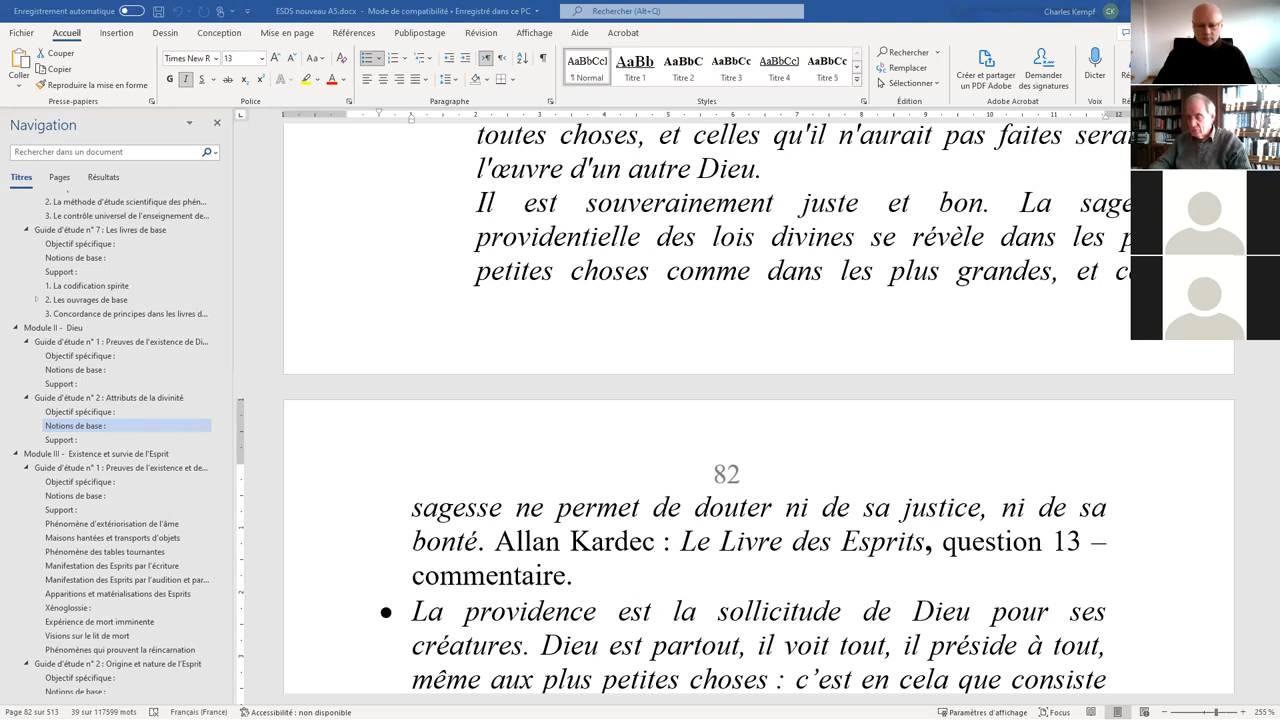 Enregistrement automatique
ESDS nouveau A5.docx - Mode de compatibilité • Enregistré dans ce PC
Rechercher (Alt+Q)
Charles Kempf CK
Fichier Accueil Insertion Dessin Conception Mise en page Références Publipostage Révision Affichage Aide Acrobat
Coller
Couper
Copier
Reproduire la mise en forme
Presse-papiers
Times New R 13
G I S ab
Police
Paragraphe
AaBbCcI ¶ Normal
AaBb Titre 1
AaBbC Titre 2
AaBbCc Titre 3
AaBbCcI Titre 4
AaBbCc Titre 5
Styles
Rechercher
Remplacer
Sélectionner
Édition
Créer et partager un PDF Adobe
Demander des signatures
Adobe Acrobat
Dicter
Navigation
Rechercher dans un document
Titres Pages Résultats
2. La méthode d'étude scientifique des phén...
3. Le contrôle universel de l'enseignement de...
Guide d'étude n° 7 : Les livres de base
Objectif spécifique :
Notions de base :
Support :
1. La codification spirite
2. Les ouvrages de base
3. Concordance de principes dans les livres d...
Module II - Dieu
Guide d'étude n° 1 : Preuves de l'existence de Di...
Objectif spécifique :
Notions de base :
Support :
Guide d'étude n° 2 : Attributs de la divinité
Objectif spécifique :
Notions de base :
Support :
Module III - Existence et survie de l'Esprit
Guide d'étude n° 1 : Preuves de l'existence et de...
Objectif spécifique :
Notions de base :
Support :
Phénomène d'extériorisation de l'âme
Maisons hantées et transports d'objets
Phénomène des tables tournantes
Manifestation des Esprits par l'écriture
Manifestation des Esprits par l'audition et par...
Apparitions et matérialisations des Esprits
Xénoglossie :
Expérience de mort imminente
Visions sur le lit de mort
Phénomènes qui prouvent la réincarnation
Guide d'étude n° 2 : Origine et nature de l'Esprit
Objectif spécifique :
Notions de base :
toutes choses, et celles qu'il n'aurait pas faites sera
l'œuvre d'un autre Dieu.
Il est souverainement juste et bon. La sage
providentielle des lois divines se révèle dans les p
petites choses comme dans les plus grandes, et c
82
sagesse ne permet de douter ni de sa justice, ni de sa
bonté. Allan Kardec : Le Livre des Esprits, question 13 –
commentaire.
● La providence est la sollicitude de Dieu pour ses
créatures. Dieu est partout, il voit tout, il préside à tout,
même aux plus petites choses : c’est en cela que consiste
Page 82 sur 513 39 sur 117599 mots Français (France) Accessibilité : non disponible Paramètres d'affichage Focus 255 %